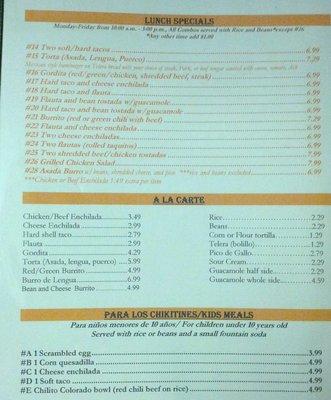 LUNCH SPECIALS
Monday-Friday from 10:00 a.m. - 3:00 p.m., All Combos served with Rice and Beans*except #26
*Any other time add $1.00
#14 Two soft/hard tacos 6.99
#15 Torta (Asada, Lengua, Puerco) 7.29
#16 Gordita (red/green/chicken, shredded beef, steak) 6.99
#17 Hard taco and cheese enchilada 6.99
#18 Hard taco and flauta 6.99
#19 Flauta and bean tostada w/guacamole 6.99
#20 Hard taco and bean tostada w/guacamole 6.99
#21 Burrito (red or green chili with beef) 7.29
#22 Flauta and cheese enchilada 6.99
#23 Two cheese enchiladas 6.99
#24 Two flautas (rolled taquitos) 6.99
#25 Two shredded beef/chicken tostadas 7.99
#26 Grilled Chicken Salad 7.99
#28 Asada Burro w/ beans, shredded cheese, and pico ***rice and beans not included 6.99
***Chicken or Beef Enchilada 1.49 extra per item
A LA CARTE
Chicken/Beef Enchilada 3.49
Cheese Enchilada 2.99
Hard shell taco 2.79
Flauta 2.99
Gordita 4.29
Torta (Asada, lengua, puerco) 5.99
Red/Green Burrito 4.99
Burro de Lengua 6.99
Bean and Cheese Burrito 4.99
Rice 2.29
Beans 2.29
Corn or Flour tortilla 1.29
Telera (bolillo) 1.29
Pico de Gallo 2.29
Sour Cream 2.29
Guacamole half side 2.29
Guacamole whole side 4.59
PARA LOS CHIKITINES/KIDS MEALS
Para niños menores de 10 años/ For children under 10 years old
Served with rice or beans and a small fountain soda
#A 1 Scrambled egg 3.99
#B 1 Corn quesadilla 4.99
#C 1 Cheese enchilada 4.99
#D 1 Soft taco 4.99
#E Chilito Colorado bowl (red chili beef on rice) 4.99